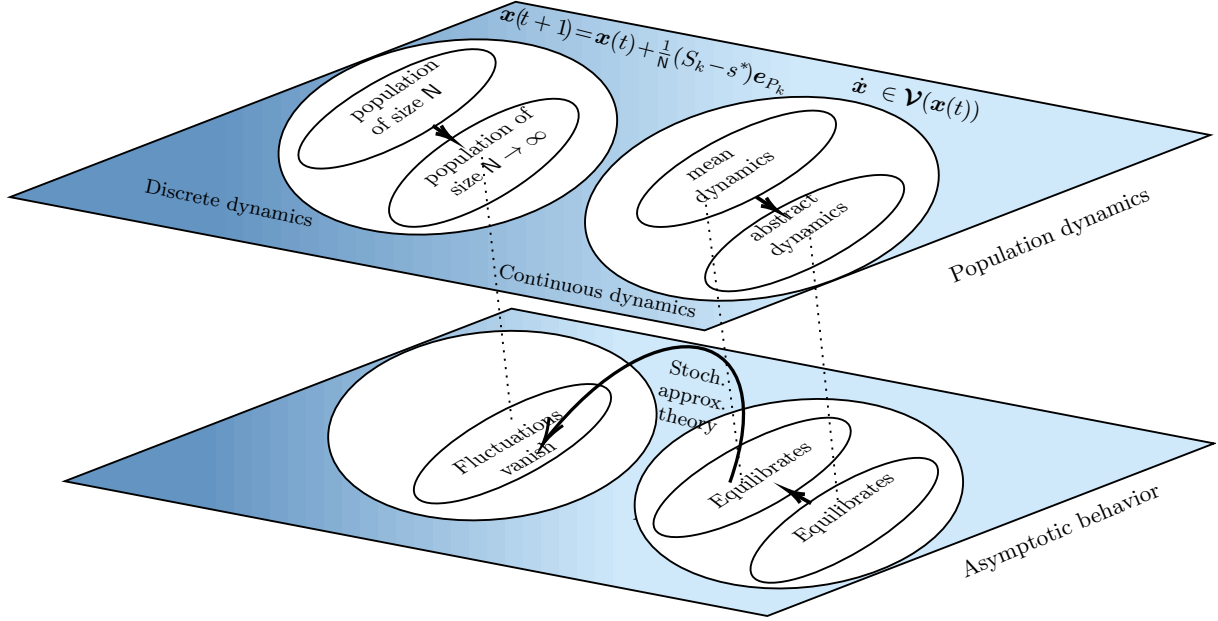 𝒙(t + 1) = 𝒙(t) + 1/N (S_k − s*) 𝒆_{P_k}
ẋ ∈ 𝓥(𝒙(t))
population
of size N
population of
size N → ∞
mean
dynamics
abstract
dynamics
Discrete dynamics
Continuous dynamics
Population dynamics
Stoch.
approx.
theory
Fluctuations
vanish
Equilibrates
Equilibrates
Asymptotic behavior